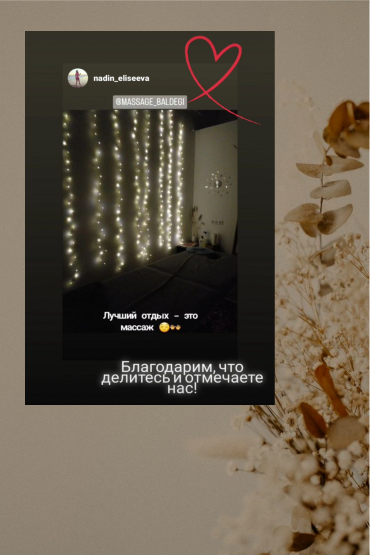 nadin_eliseeva
@MASSAGE_BALDEGI
Лучший отдых - это
массаж
Благодарим, что
делитесь и отмечаете
нас!